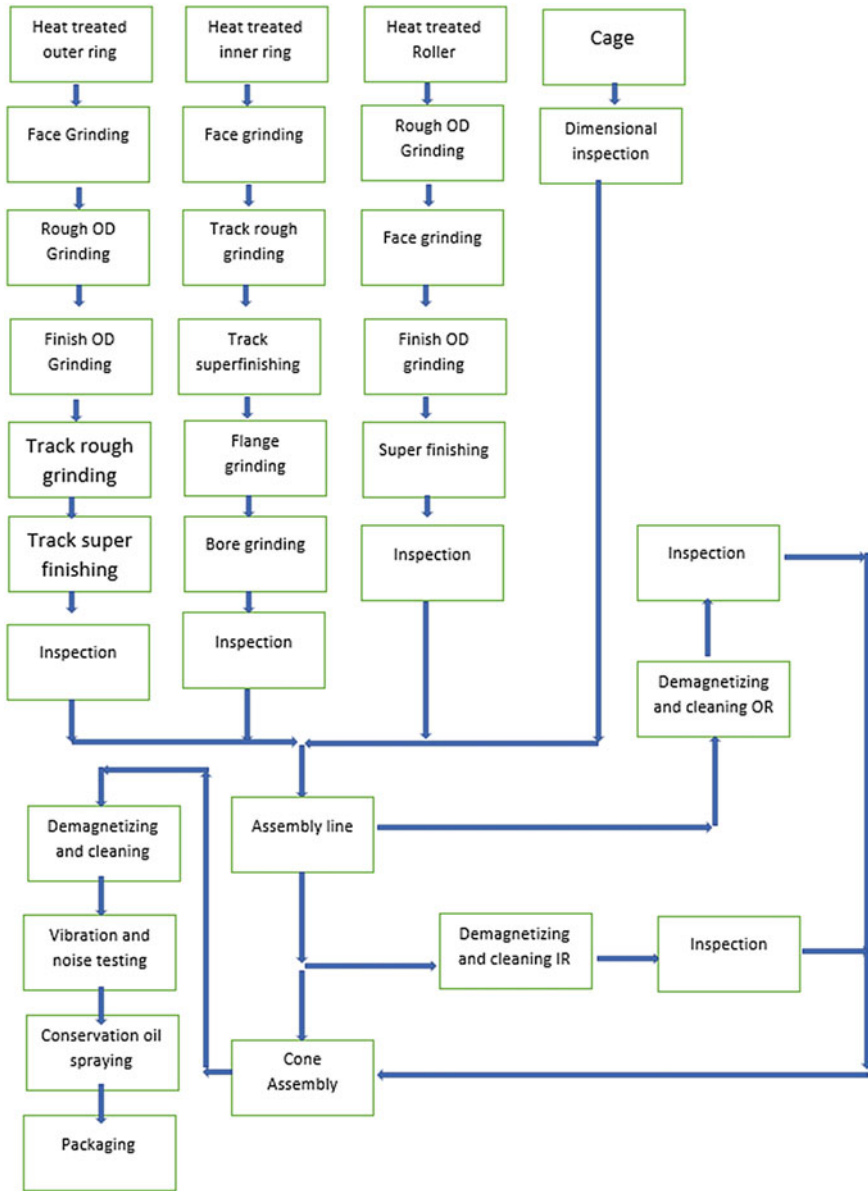 Heat treated
outer ring
Face Grinding
Rough OD
Grinding
Finish OD
Grinding
Track rough
grinding
Track super
finishing
Inspection
Heat treated
inner ring
Face grinding
Track rough
grinding
Track
superfinishing
Flange
grinding
Bore grinding
Inspection
Heat treated
Roller
Rough OD
Grinding
Face grinding
Finish OD
grinding
Super finishing
Inspection
Cage
Dimensional
inspection
Inspection
Demagnetizing
and cleaning OR
Assembly line
Demagnetizing
and cleaning IR
Inspection
Cone
Assembly
Demagnetizing
and cleaning
Vibration and
noise testing
Conservation oil
spraying
Packaging